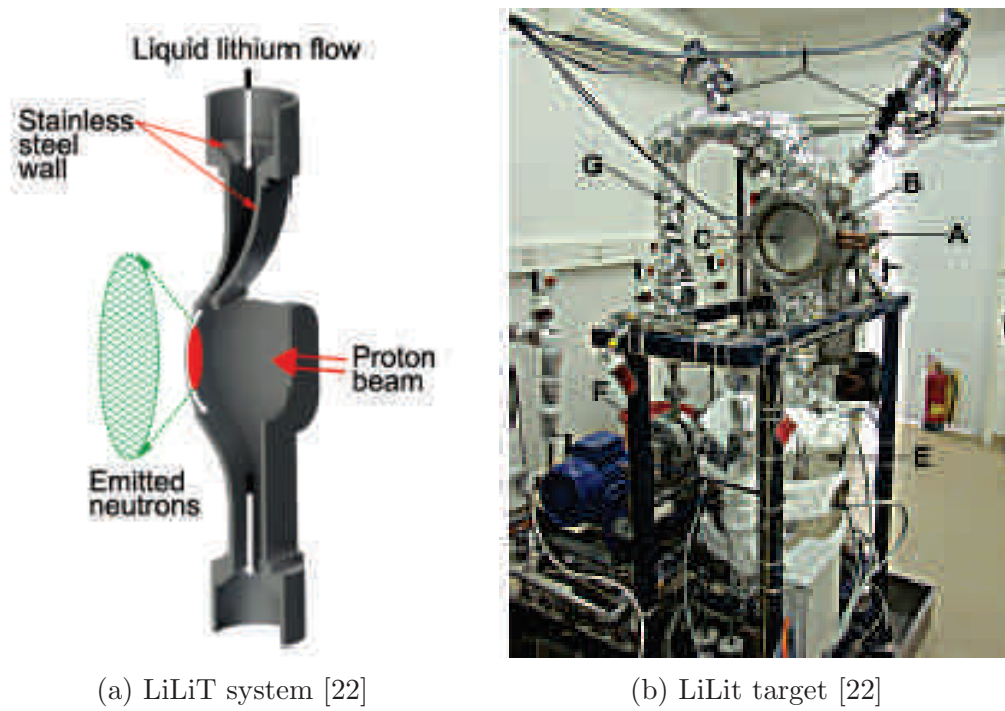 Liquid lithium flow
Stainless
steel
wall
Proton
beam
Emitted
neutrons
I
G
B
C
A
F
E
(a) LiLiT system [22]
(b) LiLit target [22]